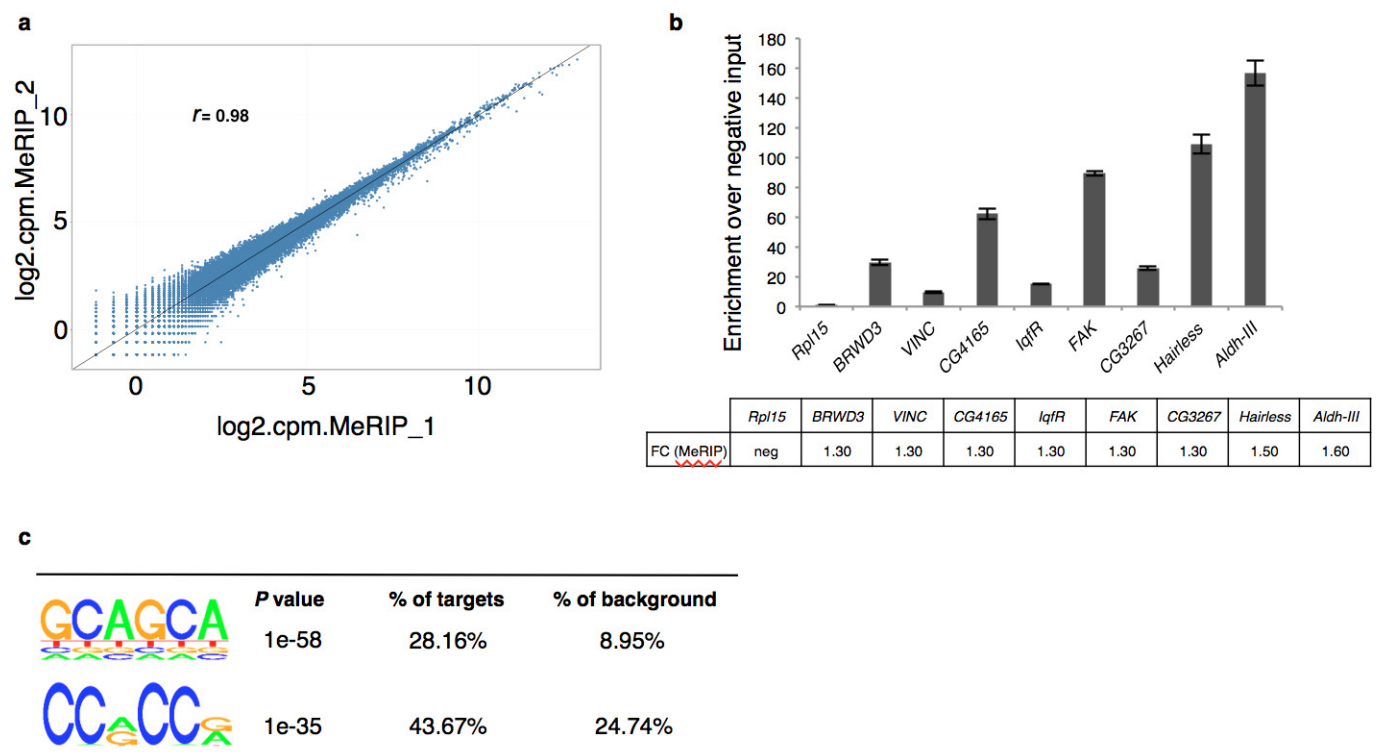 a
log2.cpm.MeRIP_2
10
5
0
r= 0.98
0
5
10
log2.cpm.MeRIP_1
b
Enrichment over negative input
180
160
140
120
100
80
60
40
20
0
Rpl15
BRWD3
VINC
CG4165
lqfR
FAK
CG3267
Hairless
Aldh-III
Rpl15 BRWD3 VINC CG4165 lqfR FAK CG3267 Hairless Aldh-III
FC (MeRIP) neg 1.30 1.30 1.30 1.30 1.30 1.30 1.50 1.60
c
P value % of targets % of background
GCAGCA 1e-58 28.16% 8.95%
CCACCG 1e-35 43.67% 24.74%